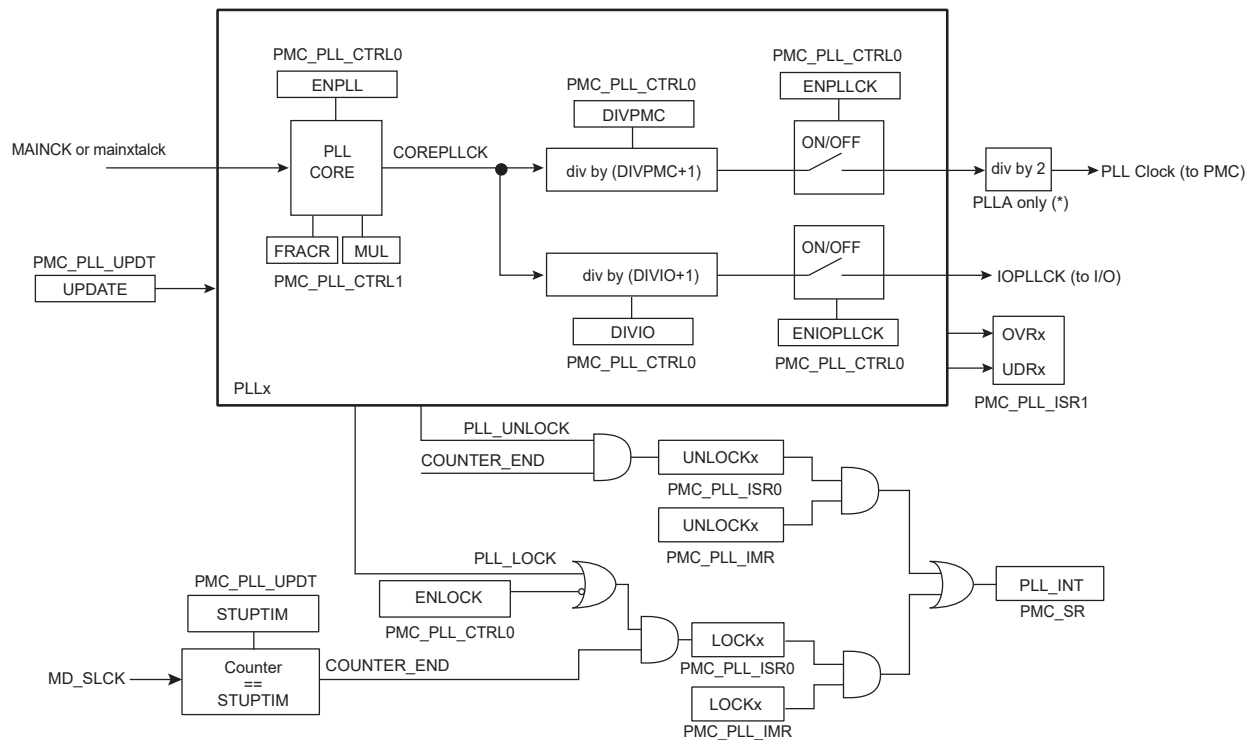 PMC_PLL_CTRL0
ENPLL
PMC_PLL_CTRL0
DIVPMC
PMC_PLL_CTRL0
ENPLLCK
MAINCK or mainxtalck
PLL
CORE
COREPLLCK
div by (DIVPMC+1)
ON/OFF
div by 2
PLL Clock (to PMC)
PLLA only (*)
FRACR
MUL
PMC_PLL_CTRL1
PMC_PLL_UPDT
UPDATE
div by (DIVIO+1)
ON/OFF
IOPLLCK (to I/O)
DIVIO
PMC_PLL_CTRL0
ENIOPLLCK
PMC_PLL_CTRL0
OVRx
UDRx
PMC_PLL_ISR1
PLLx
PLL_UNLOCK
COUNTER_END
UNLOCKx
PMC_PLL_ISR0
UNLOCKx
PMC_PLL_IMR
PLL_LOCK
ENLOCK
PMC_PLL_CTRL0
PLL_INT
PMC_SR
PMC_PLL_UPDT
STUPTIM
MD_SLCK
Counter
==
STUPTIM
COUNTER_END
LOCKx
PMC_PLL_ISR0
LOCKx
PMC_PLL_IMR